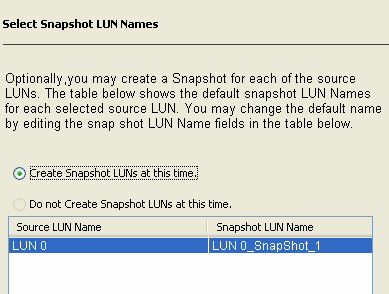 Select Snapshot LUN Names
Optionally,you may create a Snapshot for each of the source
LUNs. The table below shows the default snapshot LUN Names
for each selected source LUN. You may change the default name
by editing the snap shot LUN Name fields in the table below.
Create Snapshot LUNs at this time.
Do not Create Snapshot LUNs at this time.
Source LUN Name Snapshot LUN Name
LUN 0 LUN 0_SnapShot_1